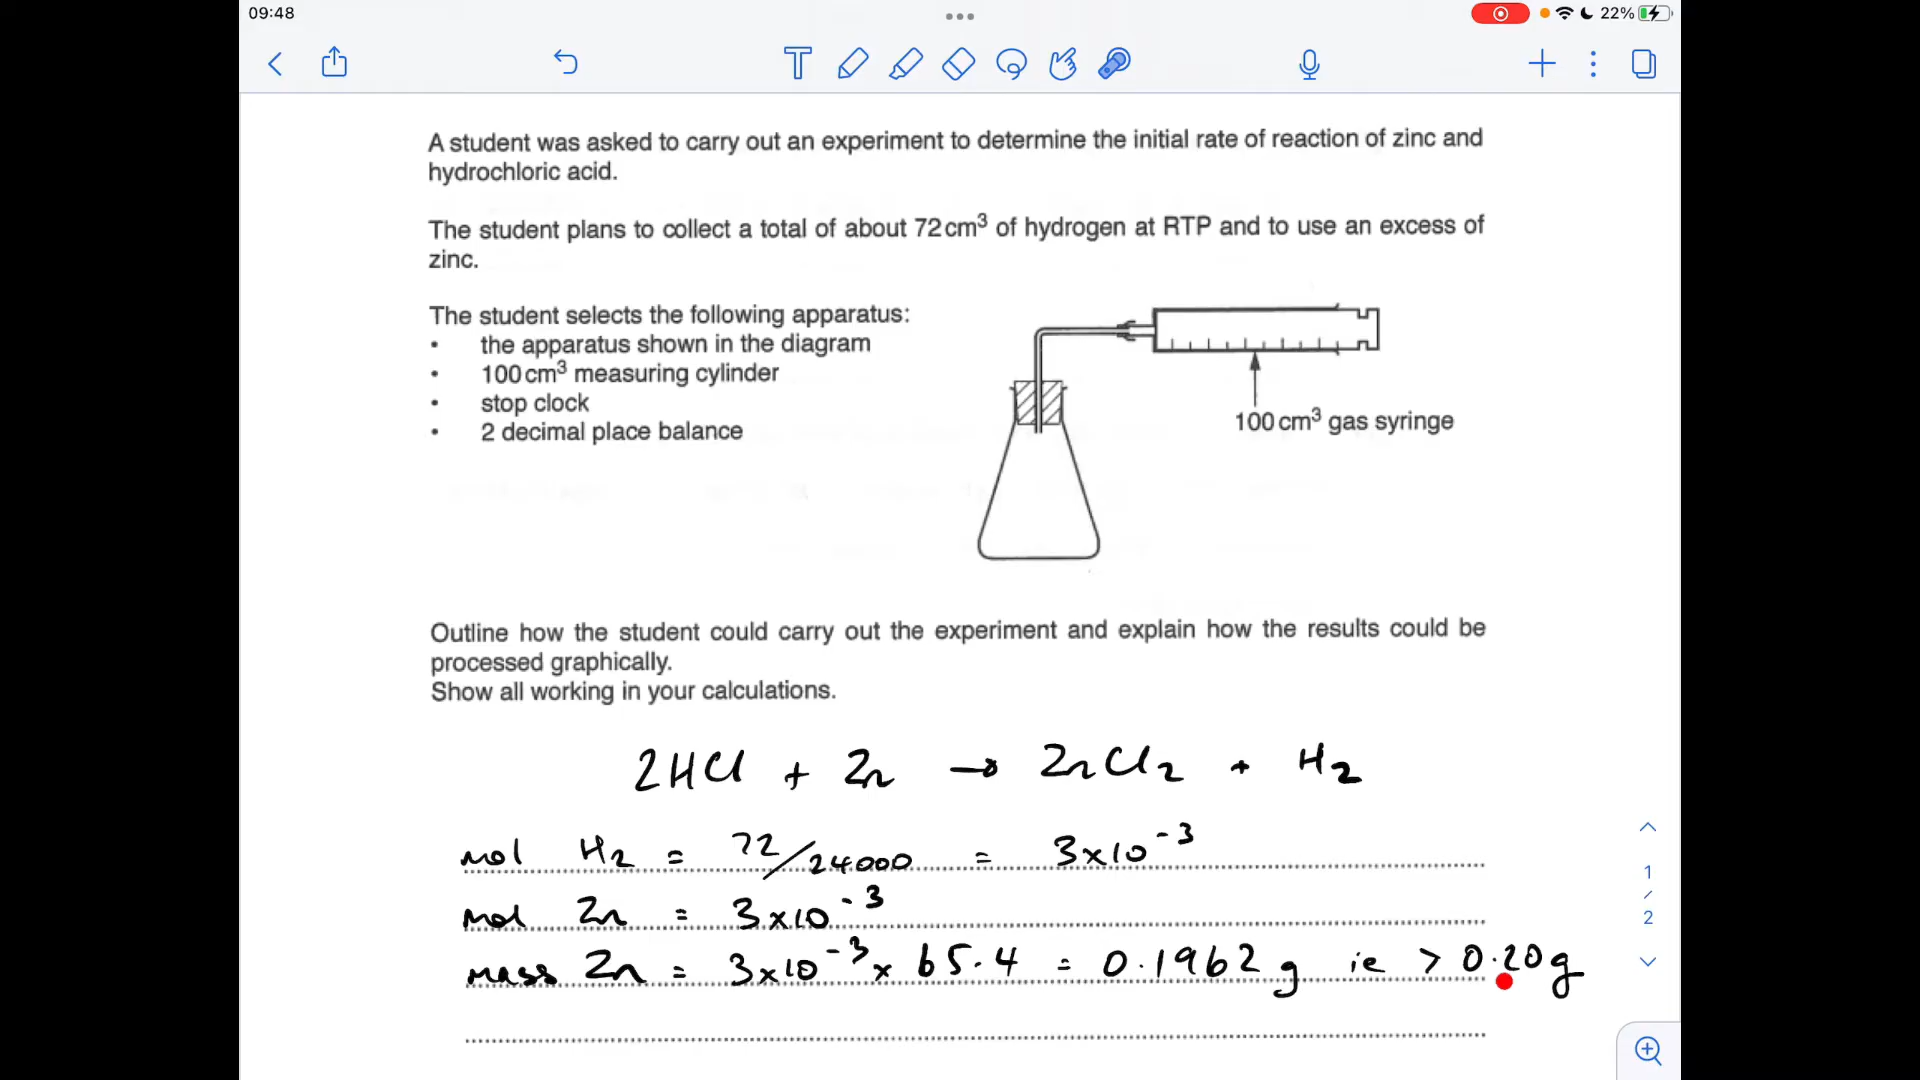 09:48
22%
A student was asked to carry out an experiment to determine the initial rate of reaction of zinc and
hydrochloric acid.
The student plans to collect a total of about 72 cm³ of hydrogen at RTP and to use an excess of
zinc.
The student selects the following apparatus:
• the apparatus shown in the diagram
• 100 cm³ measuring cylinder
• stop clock
• 2 decimal place balance
100 cm³ gas syringe
Outline how the student could carry out the experiment and explain how the results could be
processed graphically.
Show all working in your calculations.
2HCl + Zn → ZnCl₂ + H₂
mol H₂ = 72/24000 = 3x10⁻³
mol Zn = 3x10⁻³
mass Zn = 3x10⁻³ x 65.4 = 0.1962 g ie > 0.20g
1
/
2